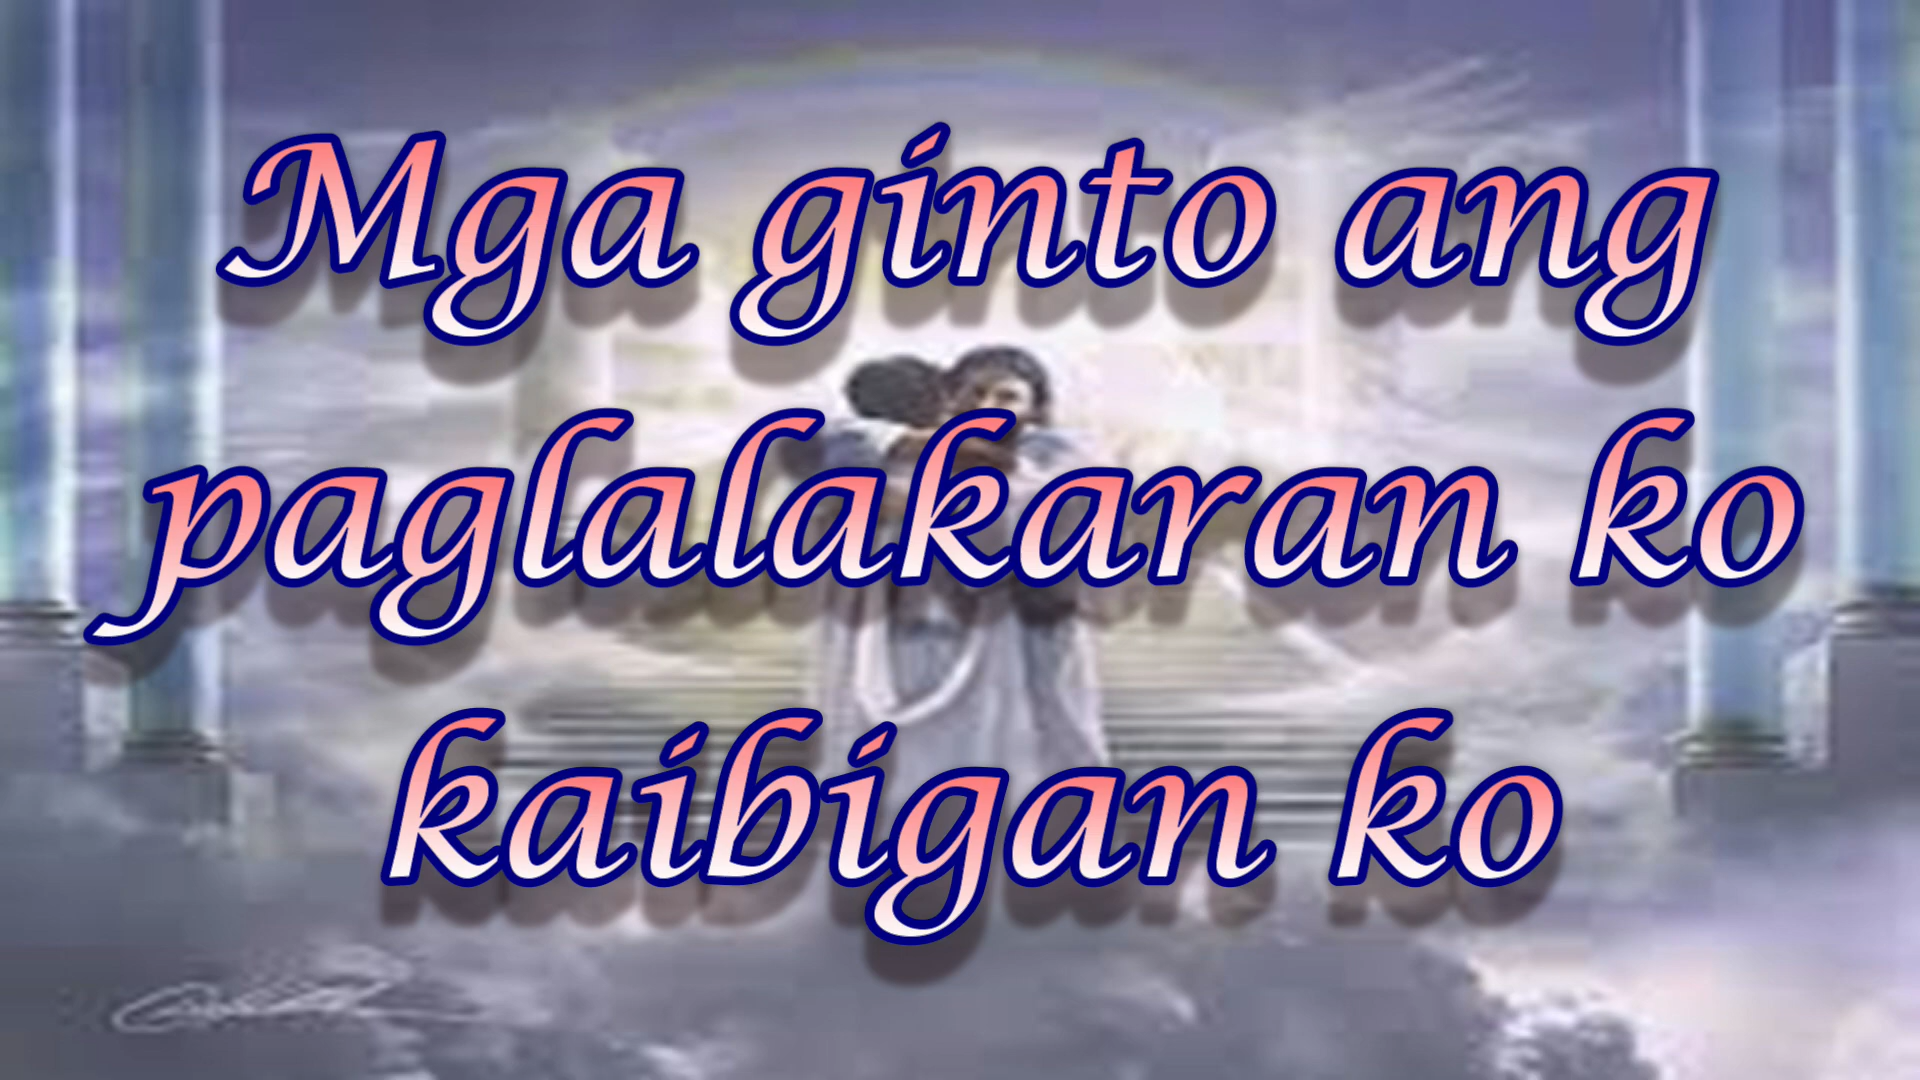 Mga ginto ang
paglalakaran ko
kaibigan ko